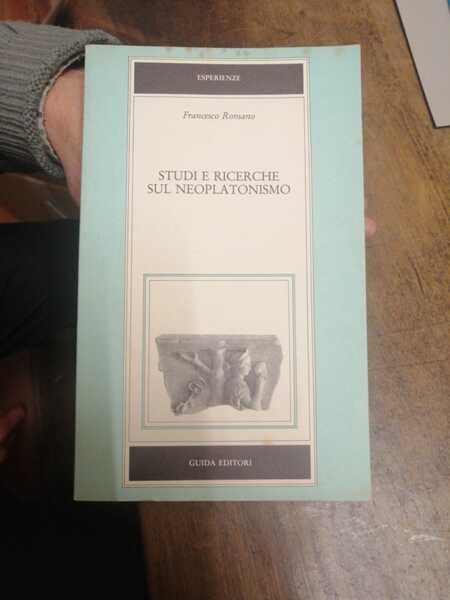 ESPERIENZE
Francesco Romano
STUDI E RICERCHE
SUL NEOPLATONISMO
GUIDA EDITORI